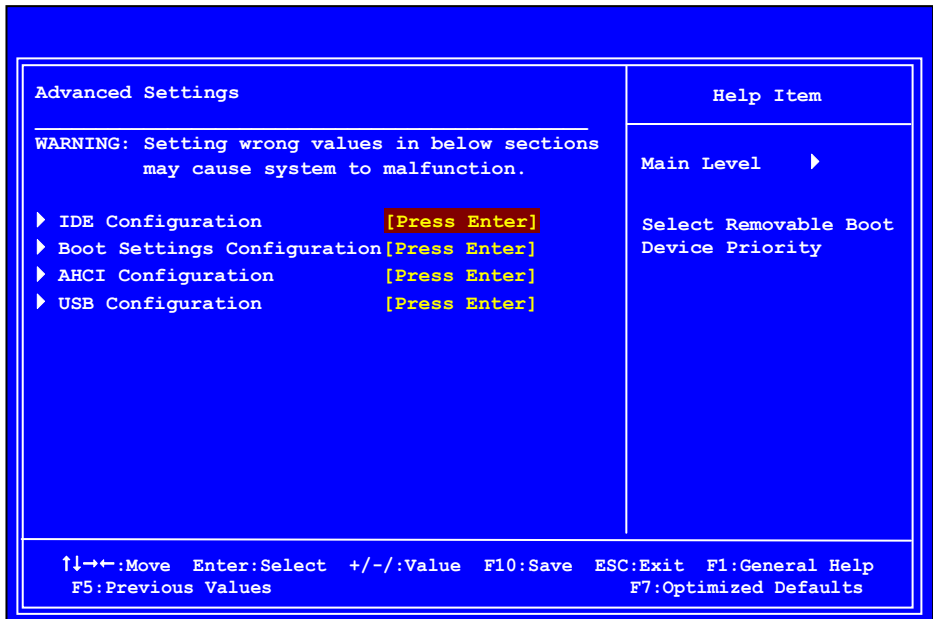 Advanced Settings
Help Item
WARNING: Setting wrong values in below sections
may cause system to malfunction.
Main Level
IDE Configuration [Press Enter]
Boot Settings Configuration[Press Enter]
AHCI Configuration [Press Enter]
USB Configuration [Press Enter]
Select Removable Boot
Device Priority
↑↓→←:Move Enter:Select +/-/:Value F10:Save ESC:Exit F1:General Help
F5:Previous Values F7:Optimized Defaults